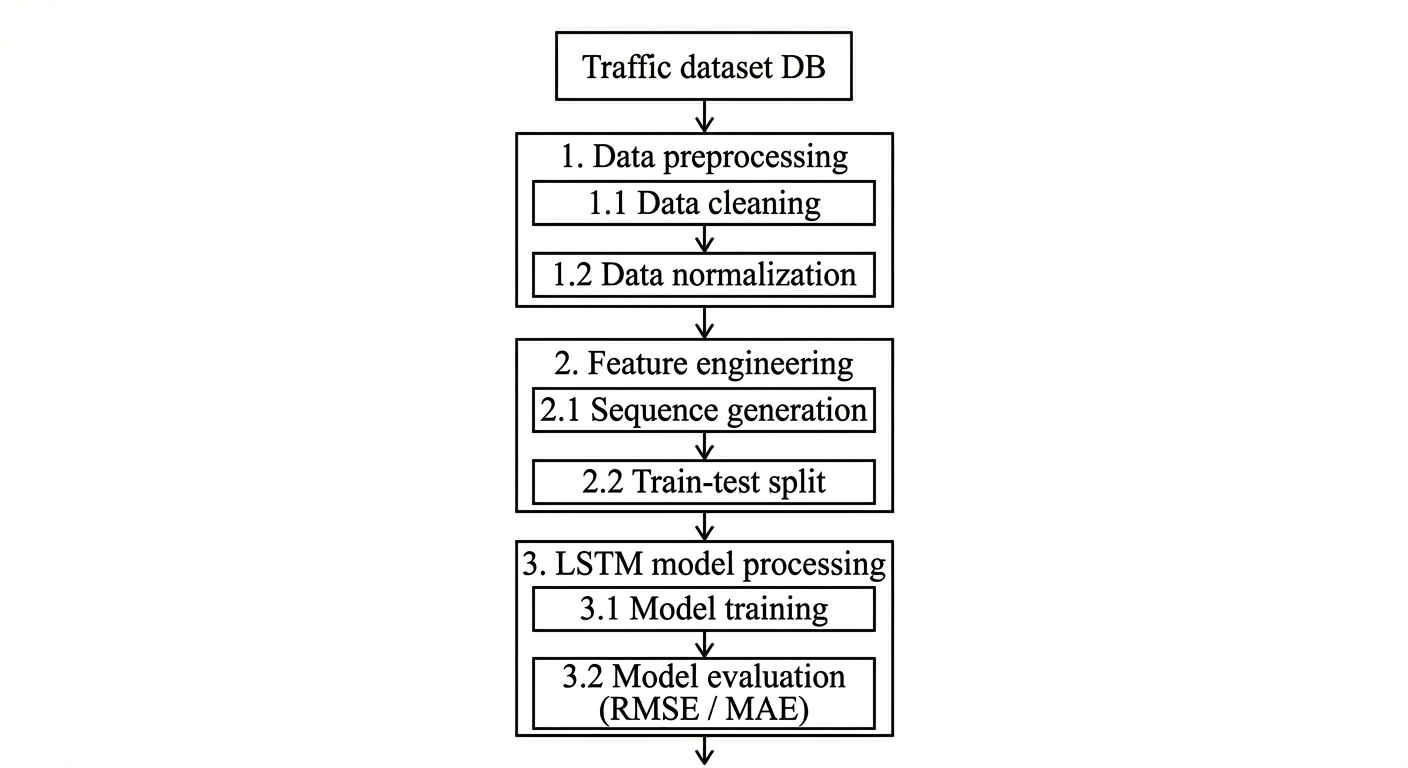 Traffic dataset DB
1. Data preprocessing
1.1 Data cleaning
1.2 Data normalization
2. Feature engineering
2.1 Sequence generation
2.2 Train-test split
3. LSTM model processing
3.1 Model training
3.2 Model evaluation
(RMSE / MAE)